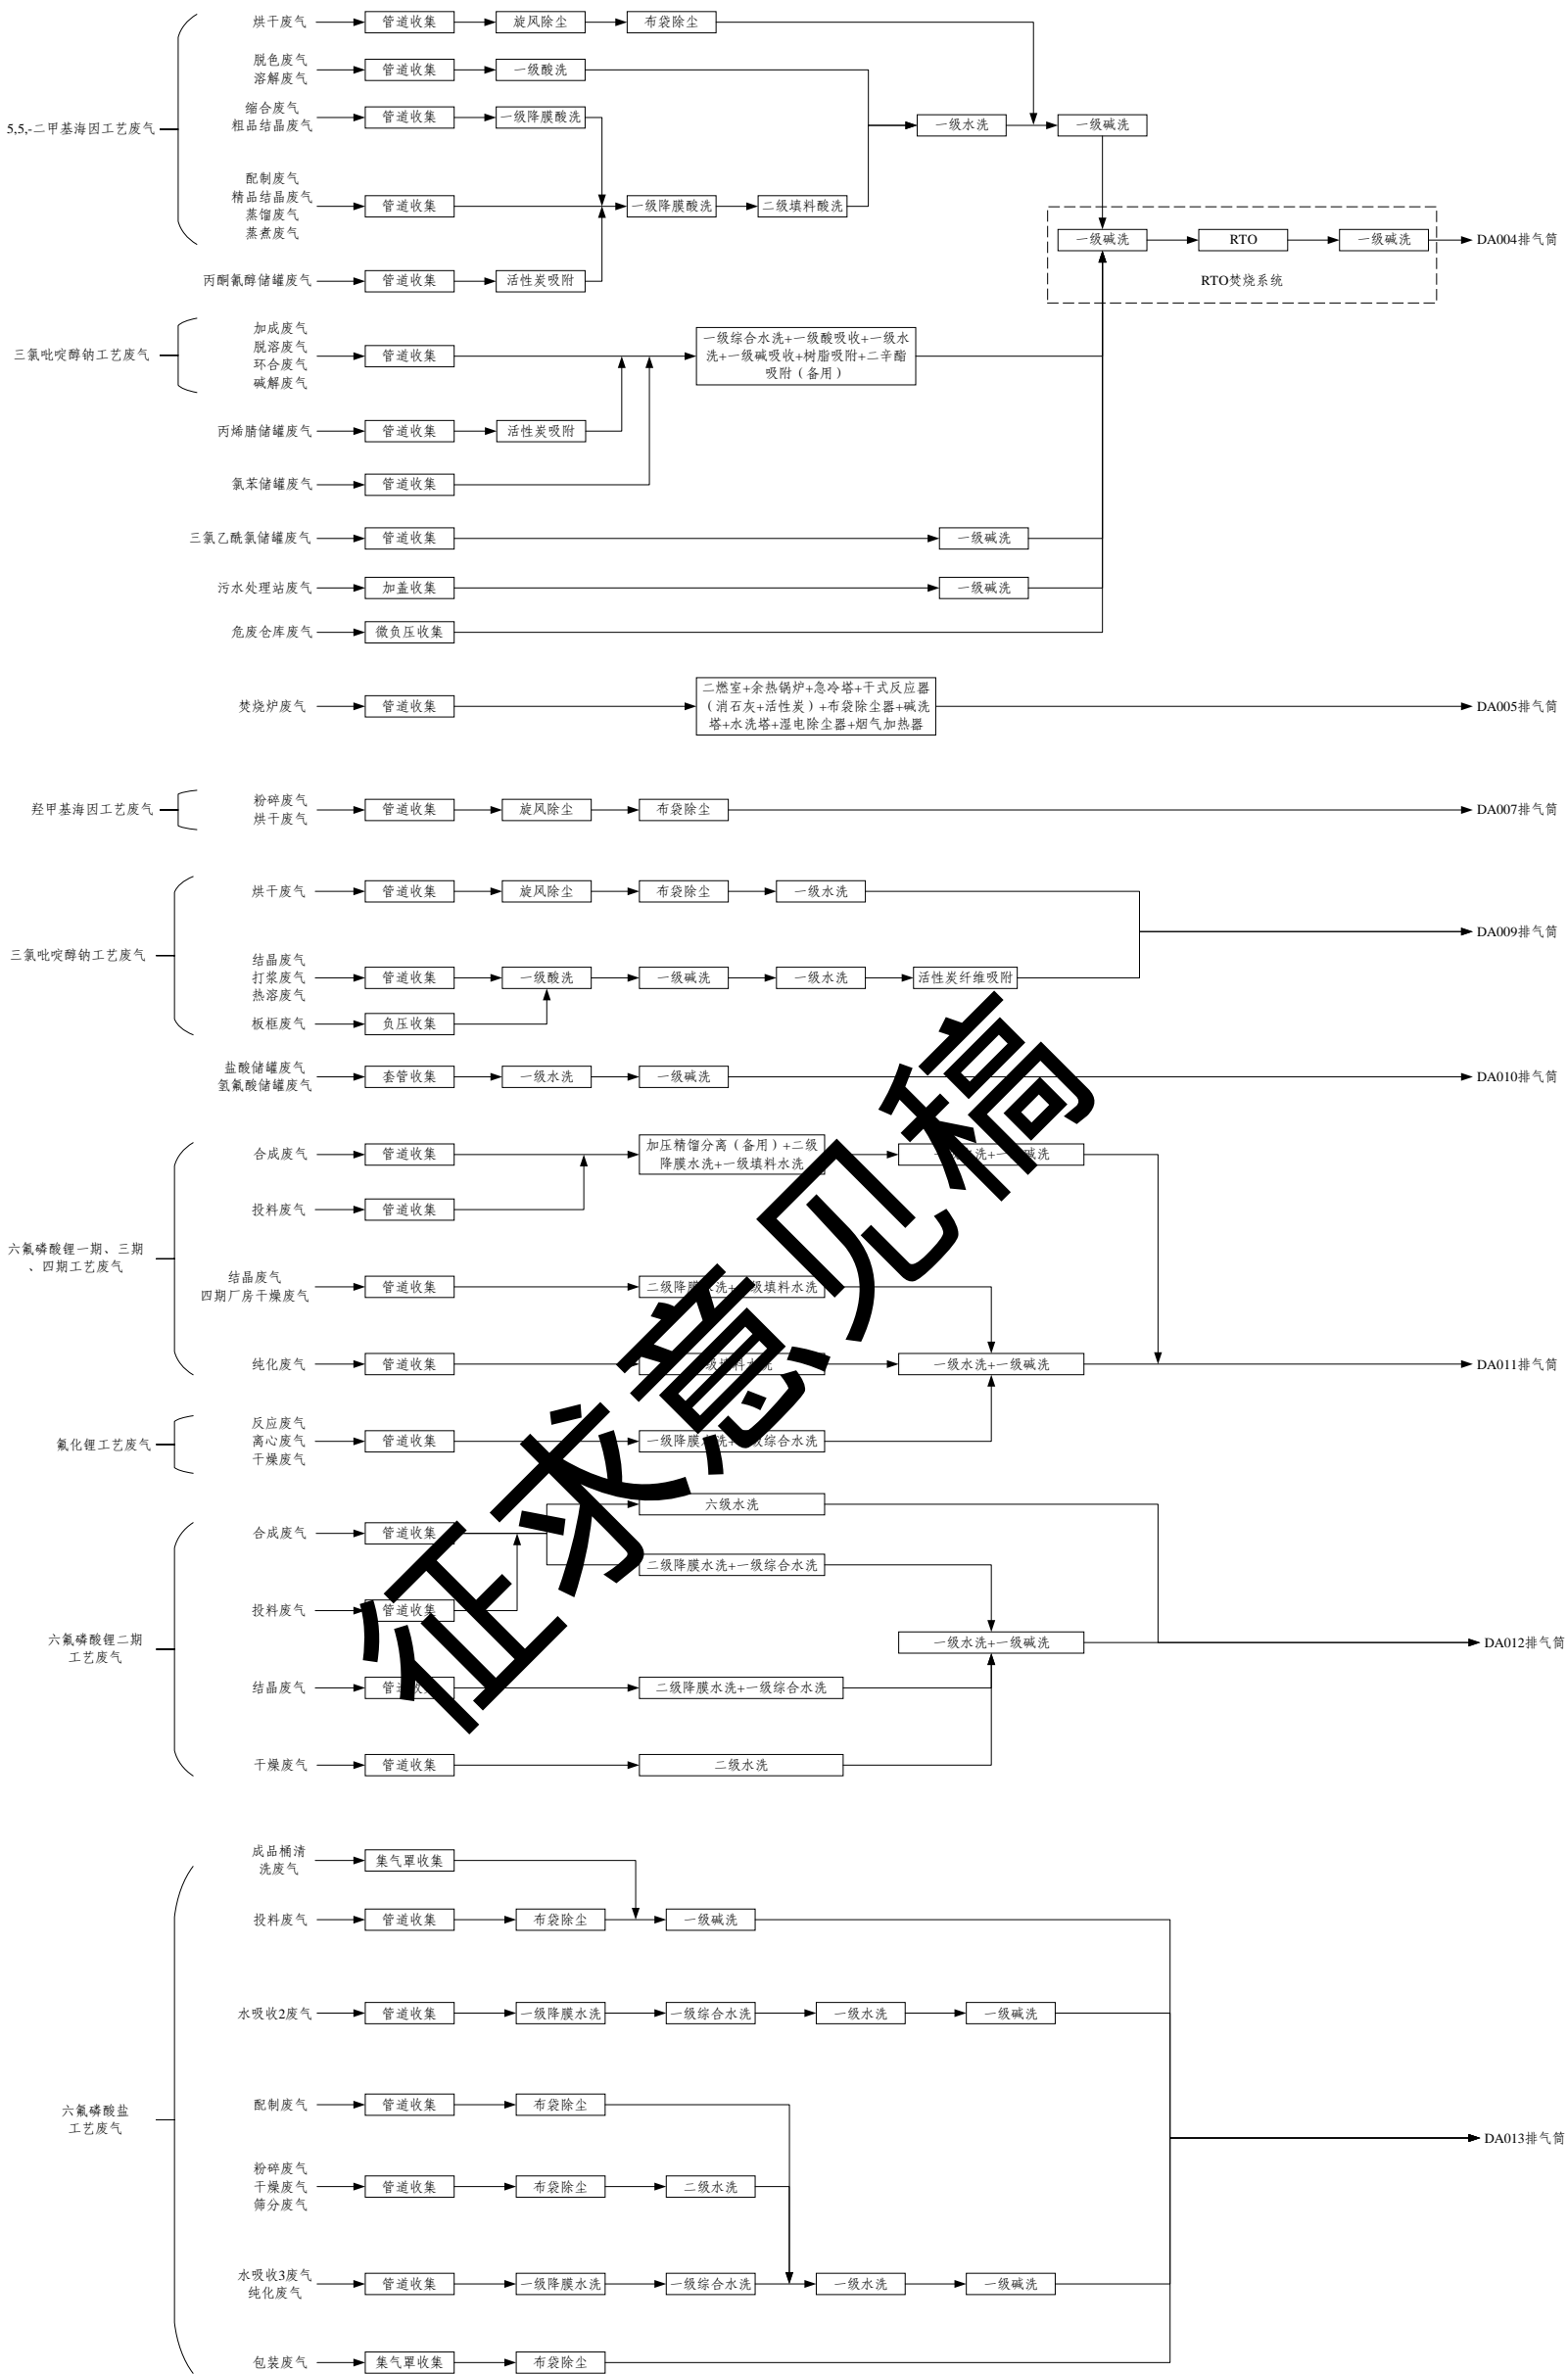 烘干废气
管道收集
旋风除尘
布袋除尘
脱色废气
溶解废气
管道收集
一级酸洗
缩合废气
粗品结晶废气
管道收集
一级降膜酸洗
一级水洗
一级碱洗
5,5,-二甲基海因工艺废气
配制废气
精品结晶废气
蒸馏废气
蒸煮废气
管道收集
一级降膜酸洗
二级填料酸洗
一级碱洗
RTO
一级碱洗
DA004排气筒
RTO焚烧系统
丙酮氰醇储罐废气
管道收集
活性炭吸附
三氯吡啶醇钠工艺废气
加成废气
脱溶废气
环合废气
碱解废气
管道收集
一级综合水洗+一级酸吸收+一级水
洗+一级碱吸收+树脂吸附+二辛酯
吸附（备用）
丙烯腈储罐废气
管道收集
活性炭吸附
氯苯储罐废气
管道收集
三氯乙酰氯储罐废气
管道收集
一级碱洗
污水处理站废气
加盖收集
一级碱洗
危废仓库废气
微负压收集
焚烧炉废气
管道收集
二燃室+余热锅炉+急冷塔+干式反应器
（消石灰+活性炭）+布袋除尘器+碱洗
塔+水洗塔+湿电除尘器+烟气加热器
DA005排气筒
羟甲基海因工艺废气
粉碎废气
烘干废气
管道收集
旋风除尘
布袋除尘
DA007排气筒
烘干废气
管道收集
旋风除尘
布袋除尘
一级水洗
DA009排气筒
三氯吡啶醇钠工艺废气
结晶废气
打浆废气
热溶废气
管道收集
一级酸洗
一级碱洗
一级水洗
活性炭纤维吸附
板框废气
负压收集
盐酸储罐废气
氢氟酸储罐废气
套管收集
一级水洗
一级碱洗
DA010排气筒
合成废气
管道收集
加压精馏分离（备用）+二级
降膜水洗+一级填料水洗
投料废气
管道收集
六氟磷酸锂一期、三期
、四期工艺废气
结晶废气
四期厂房干燥废气
管道收集
纯化废气
管道收集
一级水洗+一级碱洗
DA011排气筒
氟化锂工艺废气
反应废气
离心废气
干燥废气
管道收集
六级水洗
合成废气
管道收集
二级降膜水洗+一级综合水洗
投料废气
管道收集
六氟磷酸锂二期
工艺废气
一级水洗+一级碱洗
DA012排气筒
结晶废气
二级降膜水洗+一级综合水洗
干燥废气
管道收集
二级水洗
成品桶清
洗废气
集气罩收集
投料废气
管道收集
布袋除尘
一级碱洗
水吸收2废气
管道收集
一级降膜水洗
一级综合水洗
一级水洗
一级碱洗
配制废气
管道收集
布袋除尘
六氟磷酸盐
工艺废气
DA013排气筒
粉碎废气
干燥废气
筛分废气
管道收集
布袋除尘
二级水洗
水吸收3废气
纯化废气
管道收集
一级降膜水洗
一级综合水洗
一级水洗
一级碱洗
包装废气
集气罩收集
布袋除尘
征求意见稿